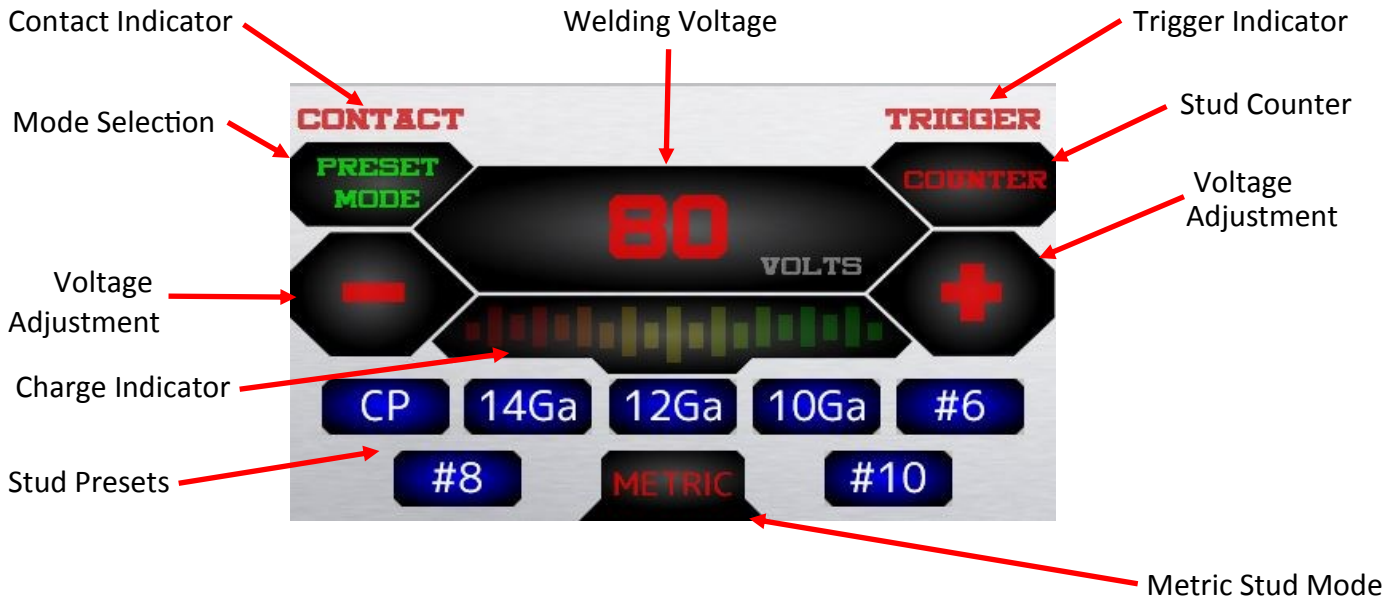 Contact Indicator
Welding Voltage
Trigger Indicator
CONTACT
TRIGGER
Stud Counter
Mode Selection
PRESET
MODE
COUNTER
80
VOLTS
Voltage
Adjustment
Voltage
Adjustment
Charge Indicator
CP
14Ga
12Ga
10Ga
#6
Stud Presets
#8
METRIC
#10
Metric Stud Mode